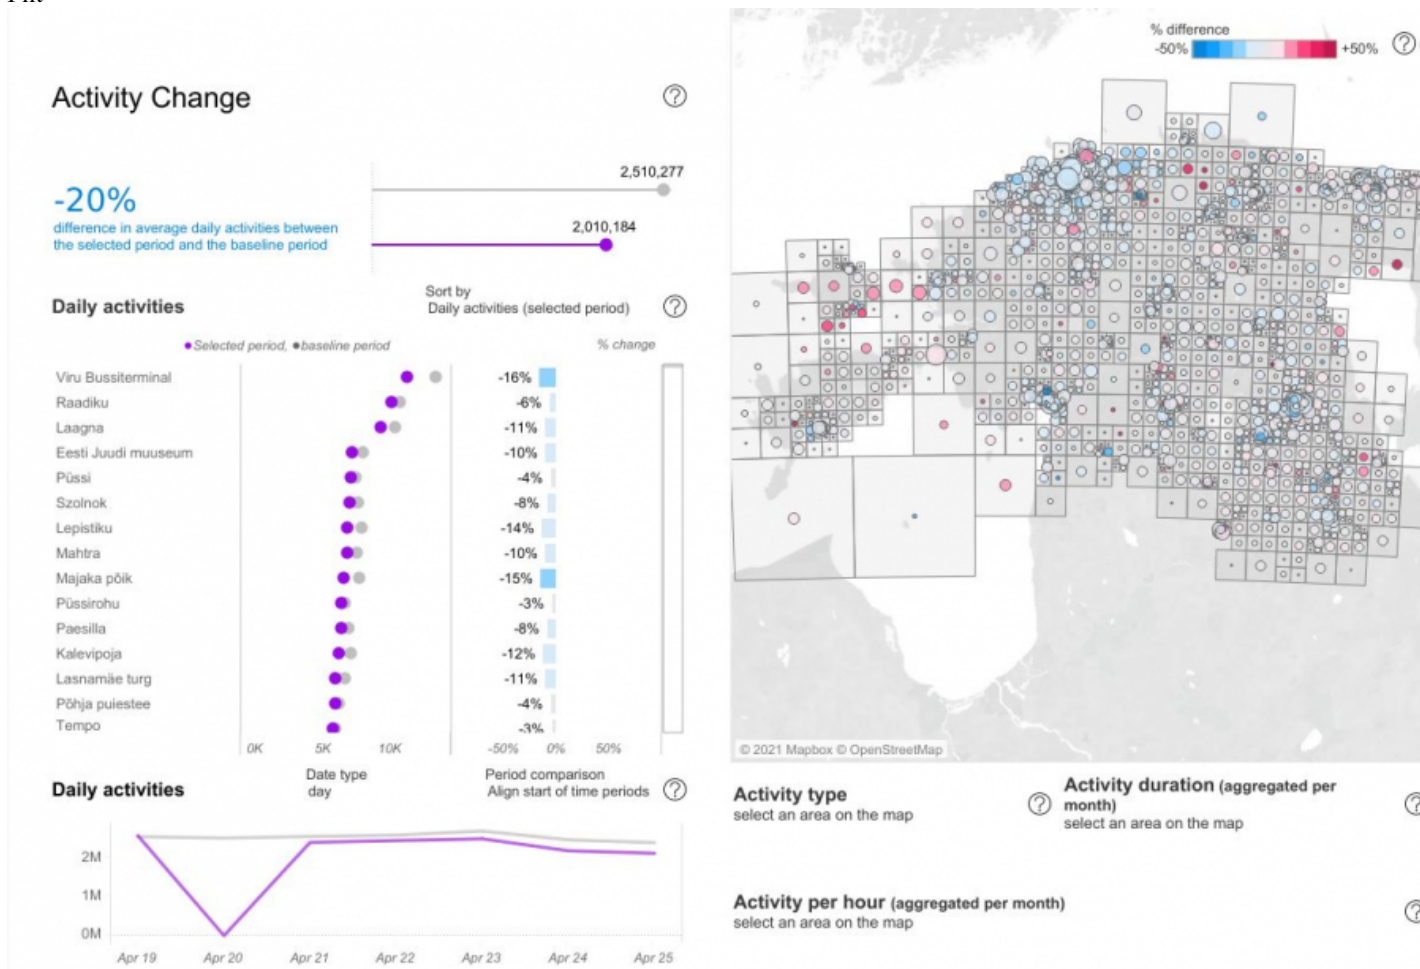 Activity Change
?
-20%
difference in average daily activities between
the selected period and the baseline period
2,510,277
2,010,184
Daily activities
Sort by
Daily activities (selected period)
?
Selected period, baseline period
% change
Viru Bussiterminal -16%
Raadiku -6%
Laagna -11%
Eesti Juudi muuseum -10%
Püssi -4%
Szolnok -8%
Lepistiku -14%
Mahtra -10%
Majaka põik -15%
Püssirohu -3%
Paesilla -8%
Kalevipoja -12%
Lasnamäe turg -11%
Põhja puiestee -4%
Tempo -3%
0K 5K 10K -50% 0% 50%
Daily activities
Date type
day
Period comparison
Align start of time periods
?
2M
1M
0M
Apr 19 Apr 20 Apr 21 Apr 22 Apr 23 Apr 24 Apr 25
% difference
-50% +50%
?
© 2021 Mapbox © OpenStreetMap
Activity type
select an area on the map
?
Activity duration (aggregated per
month)
select an area on the map
?
Activity per hour (aggregated per month)
select an area on the map
?